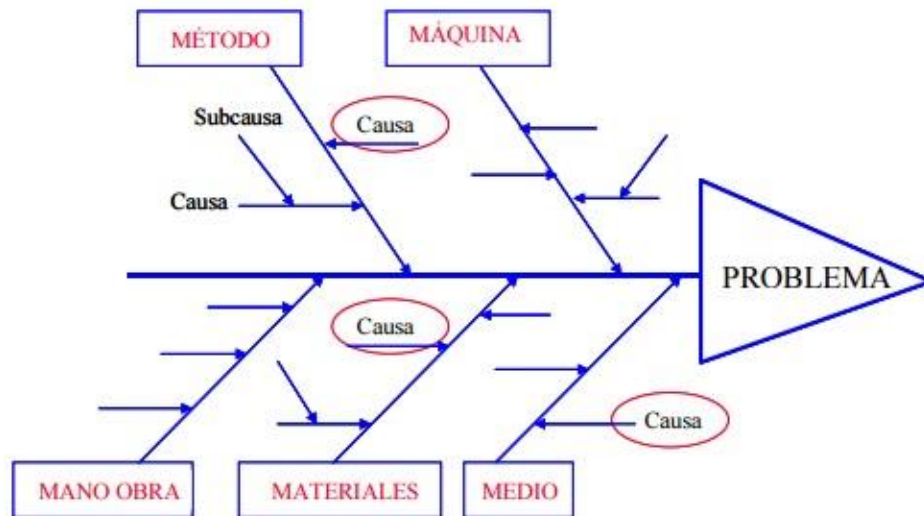 MÉTODO
MÁQUINA
Subcausa
Causa
Causa
PROBLEMA
Causa
Causa
MANO OBRA
MATERIALES
MEDIO